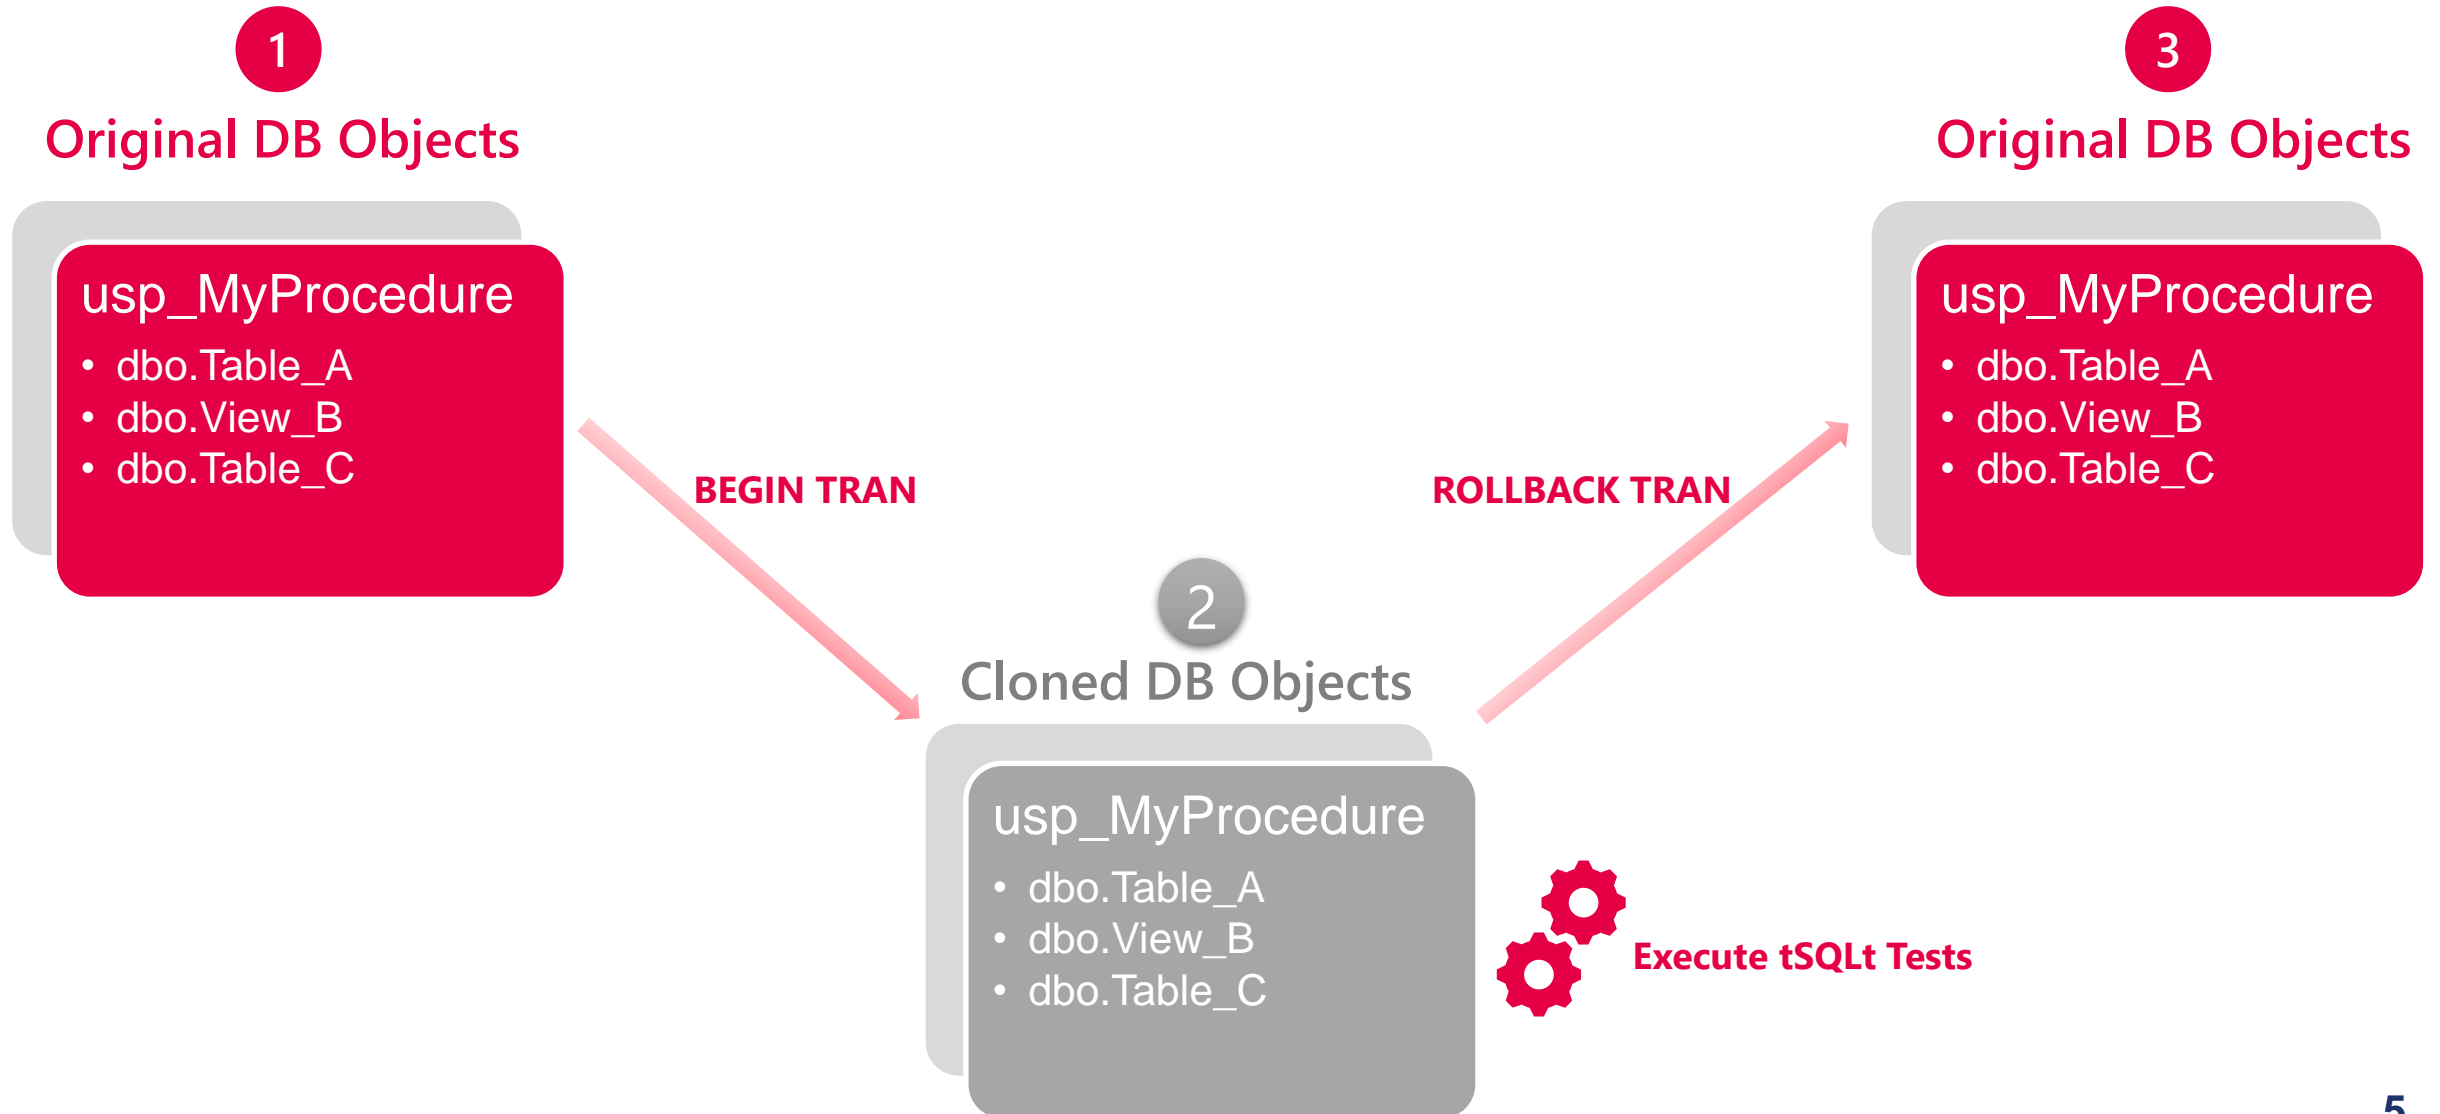 1
Original DB Objects
usp_MyProcedure
• dbo.Table_A
• dbo.View_B
• dbo.Table_C
BEGIN TRAN
2
Cloned DB Objects
usp_MyProcedure
• dbo.Table_A
• dbo.View_B
• dbo.Table_C
Execute tSQLt Tests
ROLLBACK TRAN
3
Original DB Objects
usp_MyProcedure
• dbo.Table_A
• dbo.View_B
• dbo.Table_C
5